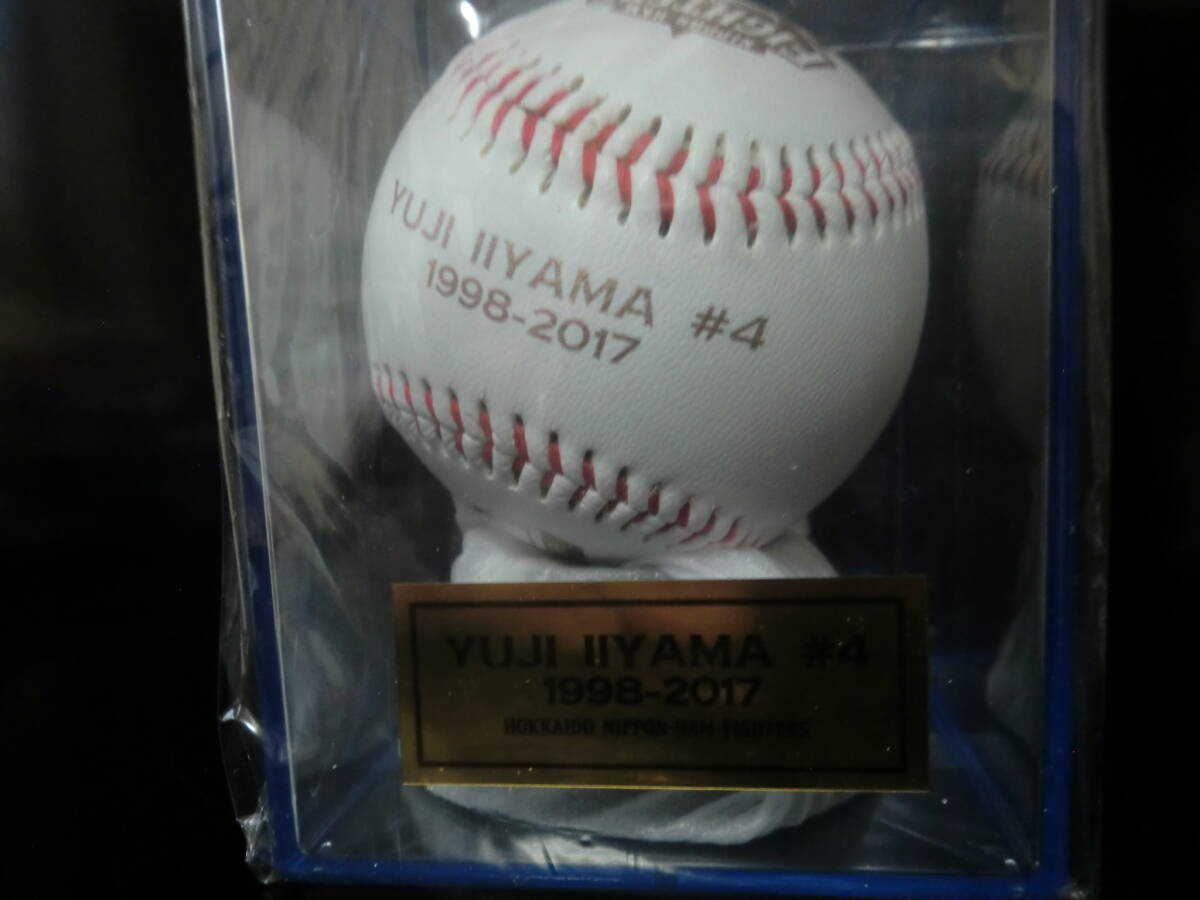 YUJI IIYAMA #4
1998-2017
YUJI IIYAMA #4
1998-2017
HOKKAIDO NIPPON-HAM FIGHTERS